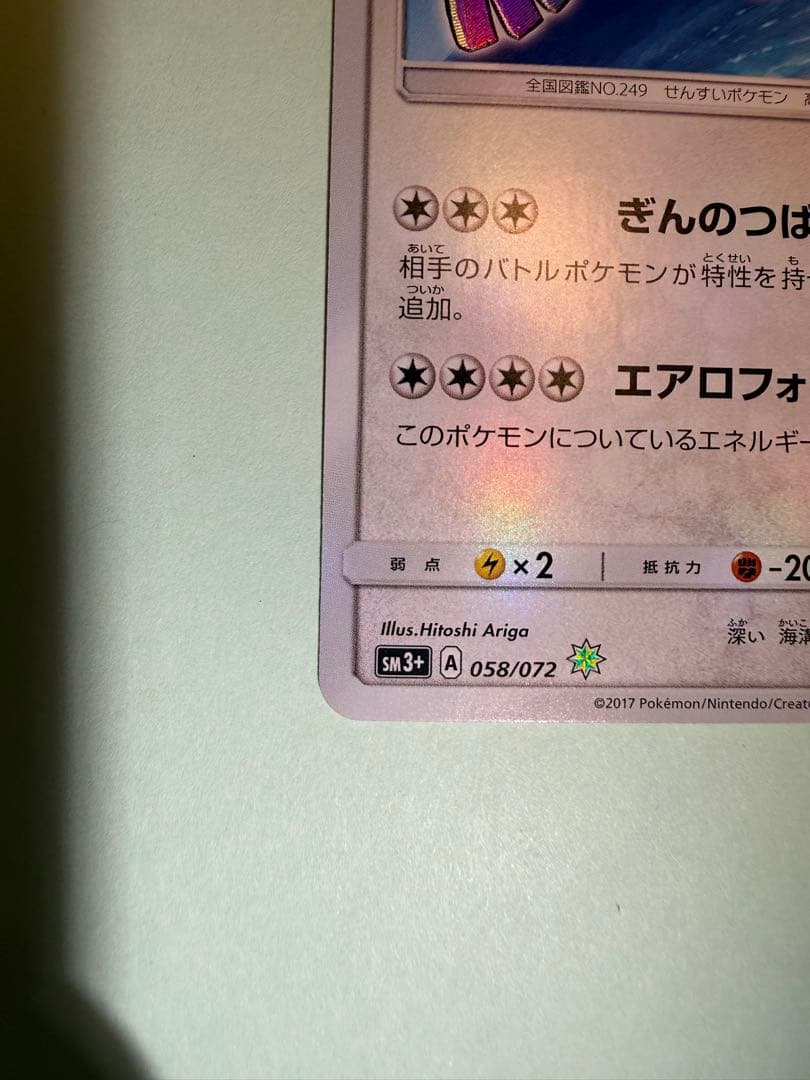 全国図鑑NO.249 せんすいポケモン 高
ぎんのつば
あいて とくせい も
相手のバトルポケモンが特性を持
ついか
追加。
エアロフォ
このポケモンについているエネルギー
弱点 ×2 抵抗力 -20
Illus.Hitoshi Ariga
ふか かいこ
深い 海溝
SM3+ A 058/072
©2017 Pokémon/Nintendo/Creatu